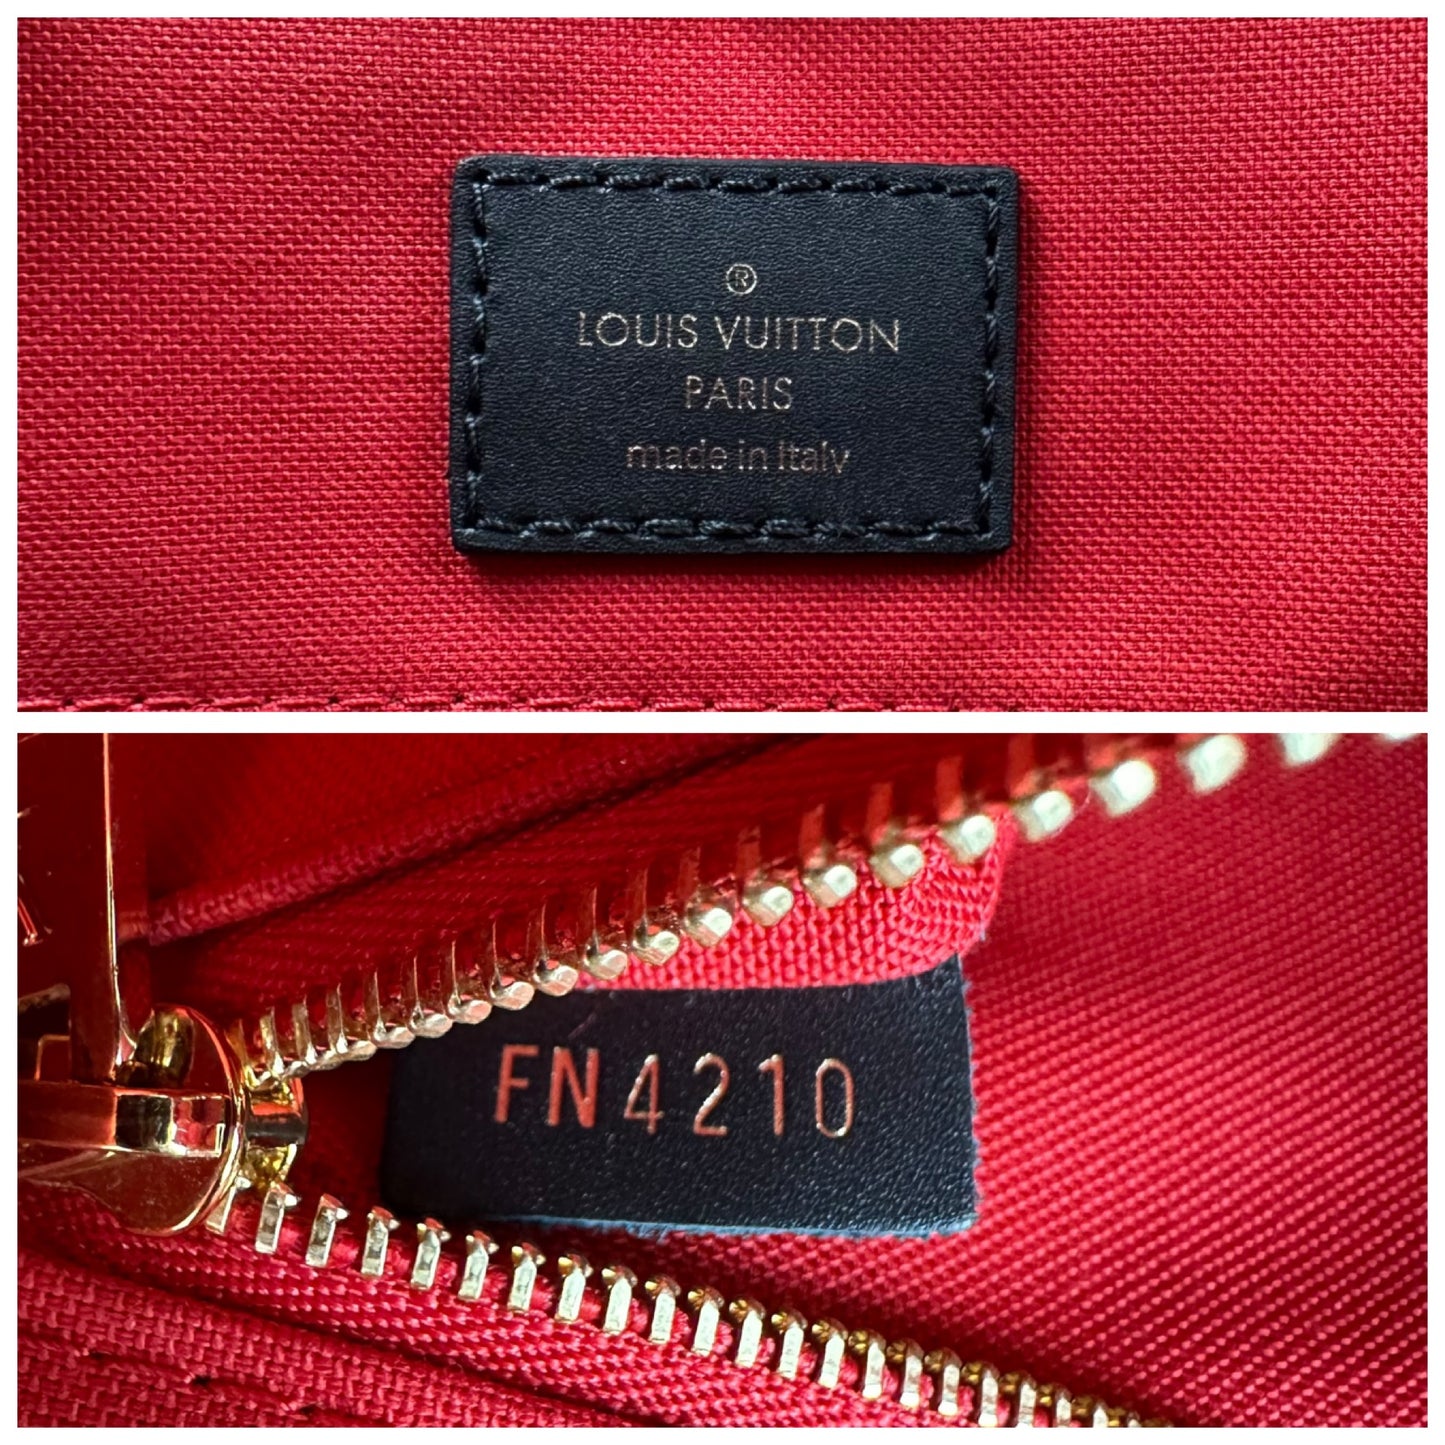 ®
LOUIS VUITTON
PARIS
made in Italy
FN4210